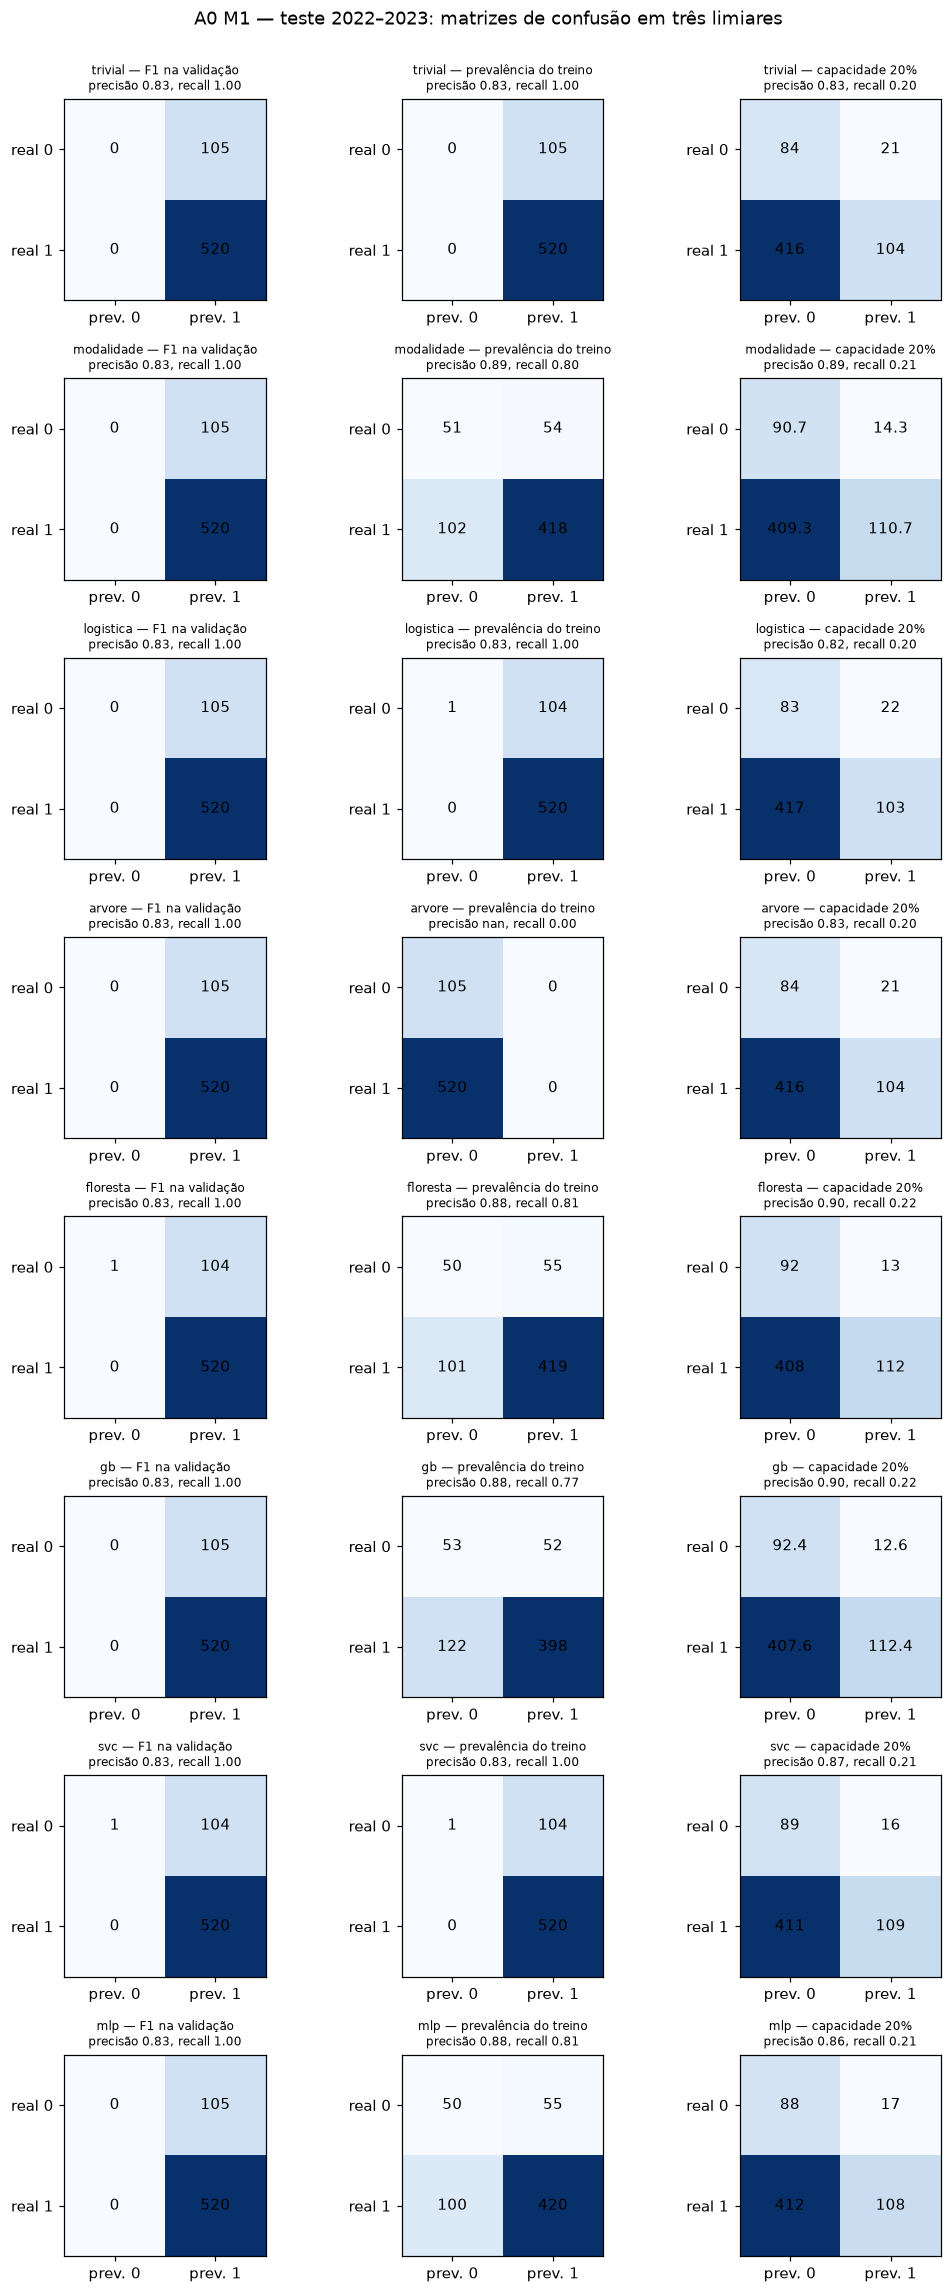 A0 M1 — teste 2022–2023: matrizes de confusão em três limiares
trivial — F1 na validação
precisão 0.83, recall 1.00
real 0
0
105
real 1
0
520
prev. 0
prev. 1
trivial — prevalência do treino
precisão 0.83, recall 1.00
real 0
0
105
real 1
0
520
prev. 0
prev. 1
trivial — capacidade 20%
precisão 0.83, recall 0.20
real 0
84
21
real 1
416
104
prev. 0
prev. 1
modalidade — F1 na validação
precisão 0.83, recall 1.00
real 0
0
105
real 1
0
520
prev. 0
prev. 1
modalidade — prevalência do treino
precisão 0.89, recall 0.80
real 0
51
54
real 1
102
418
prev. 0
prev. 1
modalidade — capacidade 20%
precisão 0.89, recall 0.21
real 0
90.7
14.3
real 1
409.3
110.7
prev. 0
prev. 1
logistica — F1 na validação
precisão 0.83, recall 1.00
real 0
0
105
real 1
0
520
prev. 0
prev. 1
logistica — prevalência do treino
precisão 0.83, recall 1.00
real 0
1
104
real 1
0
520
prev. 0
prev. 1
logistica — capacidade 20%
precisão 0.82, recall 0.20
real 0
83
22
real 1
417
103
prev. 0
prev. 1
arvore — F1 na validação
precisão 0.83, recall 1.00
real 0
0
105
real 1
0
520
prev. 0
prev. 1
arvore — prevalência do treino
precisão nan, recall 0.00
real 0
105
0
real 1
520
0
prev. 0
prev. 1
arvore — capacidade 20%
precisão 0.83, recall 0.20
real 0
84
21
real 1
416
104
prev. 0
prev. 1
floresta — F1 na validação
precisão 0.83, recall 1.00
real 0
1
104
real 1
0
520
prev. 0
prev. 1
floresta — prevalência do treino
precisão 0.88, recall 0.81
real 0
50
55
real 1
101
419
prev. 0
prev. 1
floresta — capacidade 20%
precisão 0.90, recall 0.22
real 0
92
13
real 1
408
112
prev. 0
prev. 1
gb — F1 na validação
precisão 0.83, recall 1.00
real 0
0
105
real 1
0
520
prev. 0
prev. 1
gb — prevalência do treino
precisão 0.88, recall 0.77
real 0
53
52
real 1
122
398
prev. 0
prev. 1
gb — capacidade 20%
precisão 0.90, recall 0.22
real 0
92.4
12.6
real 1
407.6
112.4
prev. 0
prev. 1
svc — F1 na validação
precisão 0.83, recall 1.00
real 0
1
104
real 1
0
520
prev. 0
prev. 1
svc — prevalência do treino
precisão 0.83, recall 1.00
real 0
1
104
real 1
0
520
prev. 0
prev. 1
svc — capacidade 20%
precisão 0.87, recall 0.21
real 0
89
16
real 1
411
109
prev. 0
prev. 1
mlp — F1 na validação
precisão 0.83, recall 1.00
real 0
0
105
real 1
0
520
prev. 0
prev. 1
mlp — prevalência do treino
precisão 0.88, recall 0.81
real 0
50
55
real 1
100
420
prev. 0
prev. 1
mlp — capacidade 20%
precisão 0.86, recall 0.21
real 0
88
17
real 1
412
108
prev. 0
prev. 1